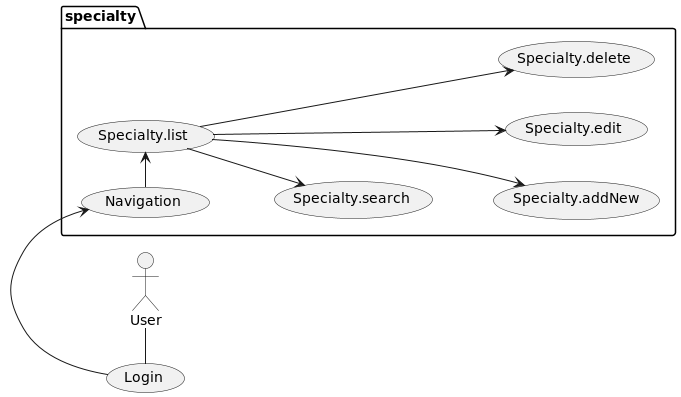 specialty
Specialty.delete
Specialty.list
Specialty.edit
Navigation
Specialty.search
Specialty.addNew
User
Login